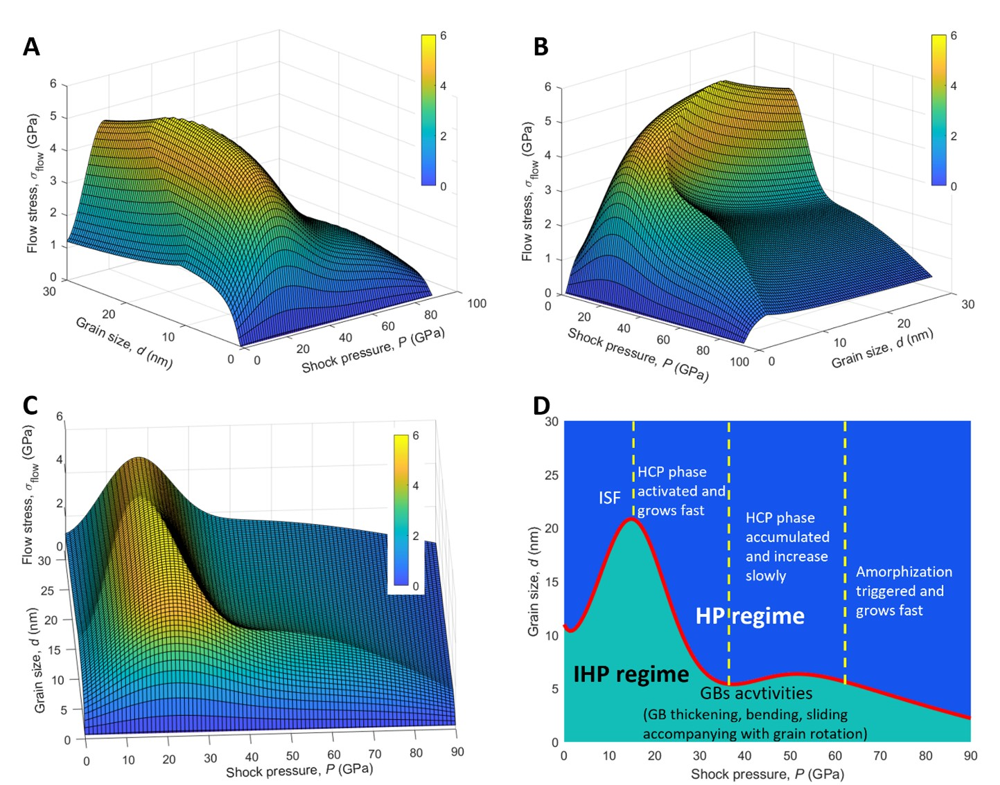 A
6
5
4
3
2
1
0
Flow stress, σflow (GPa)
30
20
10
0
Grain size, d (nm)
0
20
40
60
80
100
Shock pressure, P (GPa)
6
4
2
0
B
6
5
4
3
2
1
0
Flow stress, σflow (GPa)
0
20
40
60
80
100
Shock pressure, P (GPa)
0
10
20
30
Grain size, d (nm)
6
4
2
0
C
6
4
2
0
Flow stress, σflow (GPa)
30
25
20
15
10
5
0
Grain size, d (nm)
0
10
20
30
40
50
60
70
80
90
Shock pressure, P (GPa)
6
4
2
0
D
30
25
20
15
10
5
0
Grain size, d (nm)
ISF
HCP phase
activated and
grows fast
HCP phase
accumulated
and increase
slowly
Amorphization
triggered and
grows fast
HP regime
IHP regime
GBs acvtivities
(GB thickening, bending, sliding
accompanying with grain rotation)
0
10
20
30
40
50
60
70
80
90
Shock pressure, P (GPa)